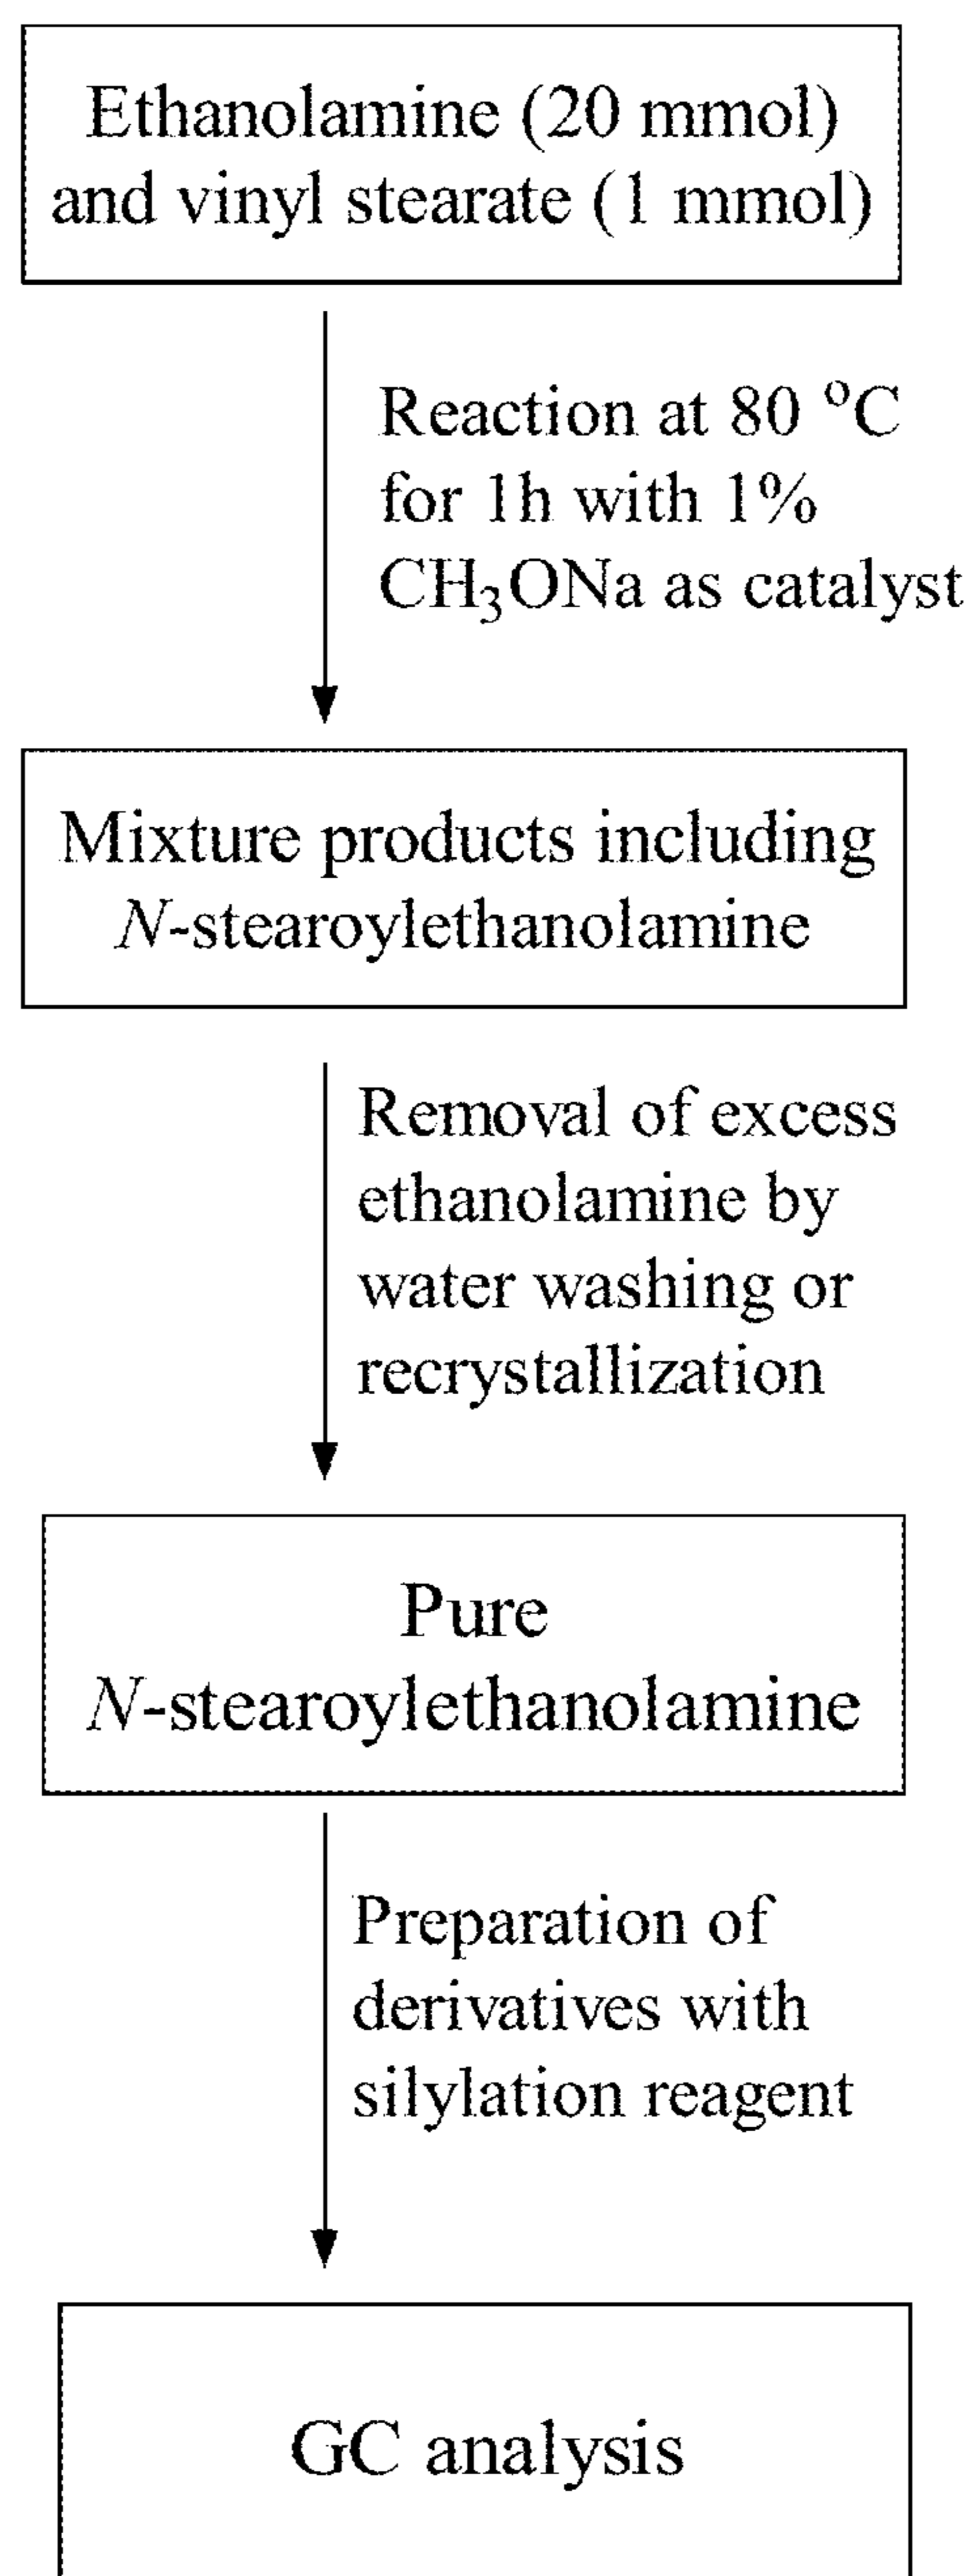 Ethanolamine (20 mmol)
and vinyl stearate (1 mmol)
Reaction at 80 °C
for 1h with 1%
CH₃ONa as catalyst
Mixture products including
N-stearoylethanolamine
Removal of excess
ethanolamine by
water washing or
recrystallization
Pure
N-stearoylethanolamine
Preparation of
derivatives with
silylation reagent
GC analysis